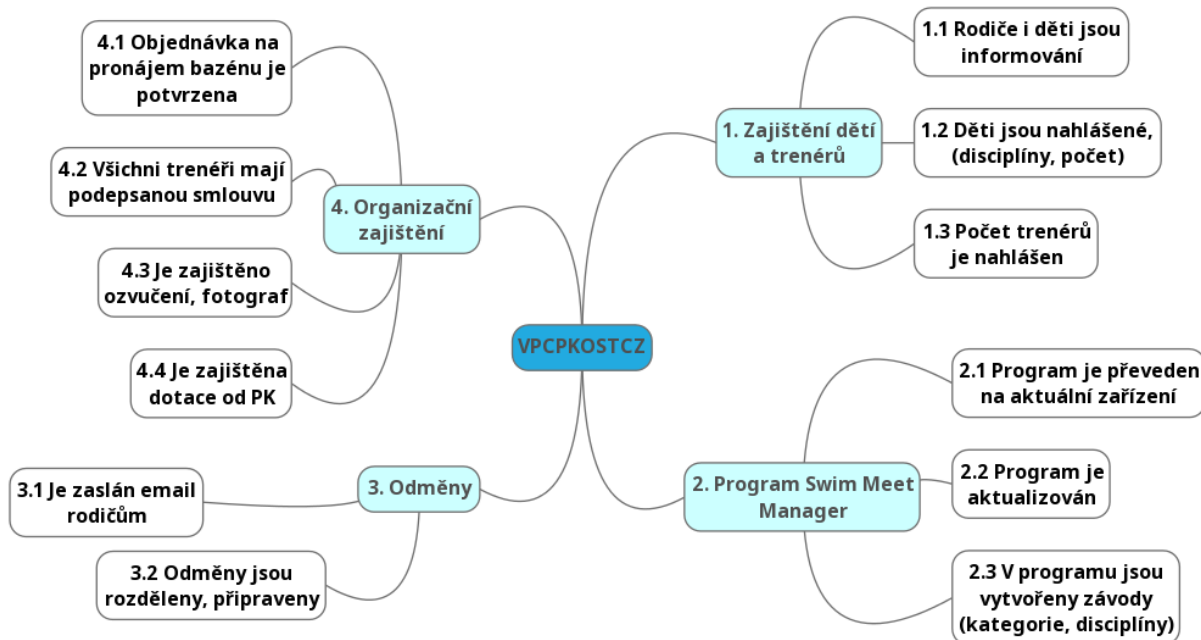 VPCPKOSTCZ
1. Zajištění dětí
a trenérů
1.1 Rodiče i děti jsou
informování
1.2 Děti jsou nahlášené,
(disciplíny, počet)
1.3 Počet trenérů
je nahlášen
2. Program Swim Meet
Manager
2.1 Program je převeden
na aktuální zařízení
2.2 Program je
aktualizován
2.3 V programu jsou
vytvořeny závody
(kategorie, disciplíny)
3. Odměny
3.1 Je zaslán email
rodičům
3.2 Odměny jsou
rozděleny, připraveny
4. Organizační
zajištění
4.1 Objednávka na
pronájem bazénu je
potvrzena
4.2 Všichni trenéři mají
podepsanou smlouvu
4.3 Je zajištěno
ozvučení, fotograf
4.4 Je zajištěna
dotace od PK